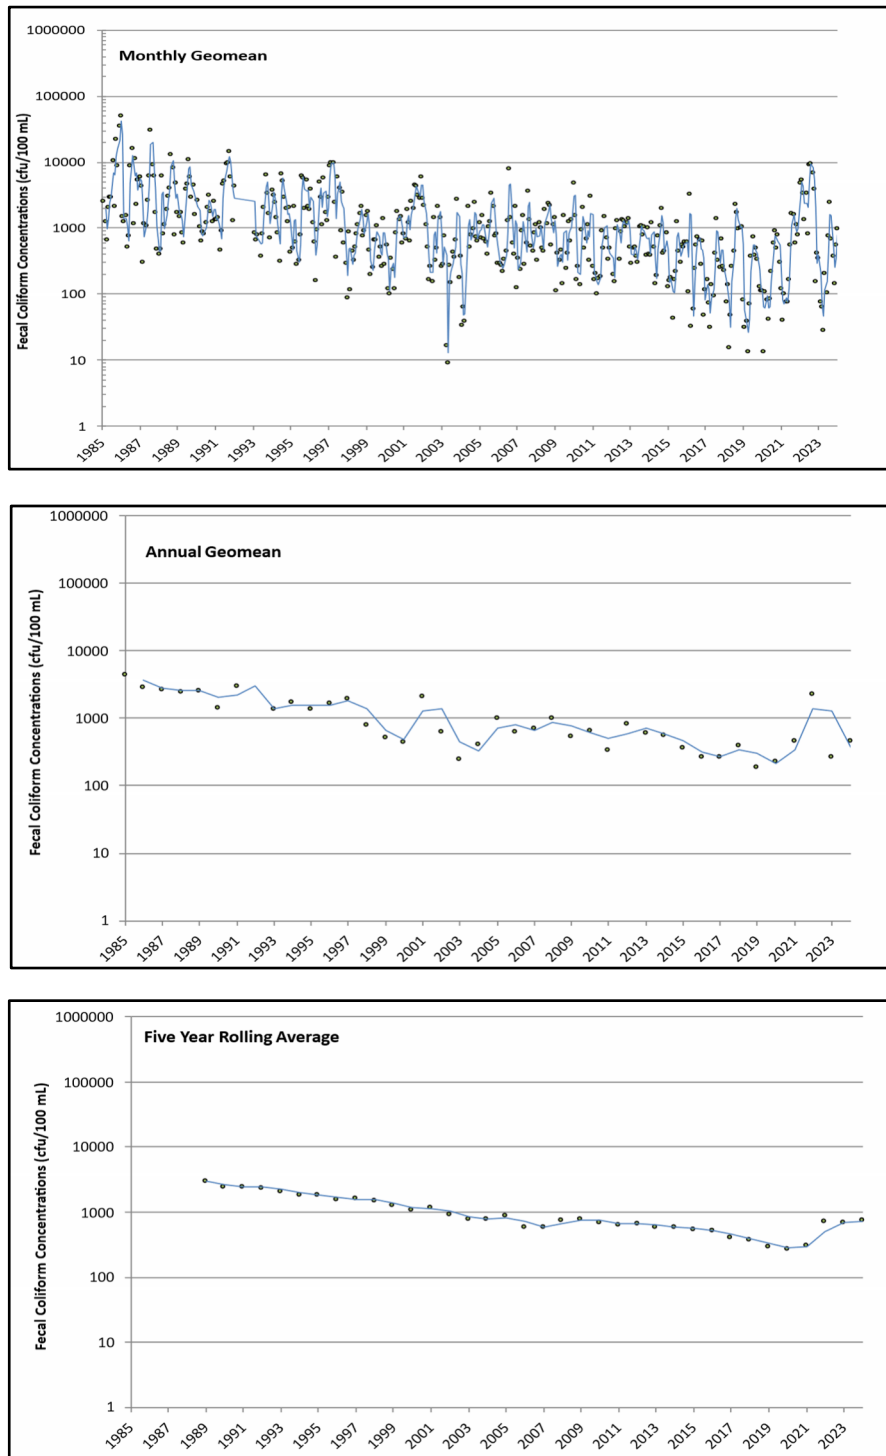 Monthly Geomean
Fecal Coliform Concentrations (cfu/100 mL)
1000000
100000
10000
1000
100
10
1
1985 1987 1989 1991 1993 1995 1997 1999 2001 2003 2005 2007 2009 2011 2013 2015 2017 2019 2021 2023
Annual Geomean
Fecal Coliform Concentrations (cfu/100 mL)
1000000
100000
10000
1000
100
10
1
1985 1987 1989 1991 1993 1995 1997 1999 2001 2003 2005 2007 2009 2011 2013 2015 2017 2019 2021 2023
Five Year Rolling Average
Fecal Coliform Concentrations (cfu/100 mL)
1000000
100000
10000
1000
100
10
1
1985 1987 1989 1991 1993 1995 1997 1999 2001 2003 2005 2007 2009 2011 2013 2015 2017 2019 2021 2023